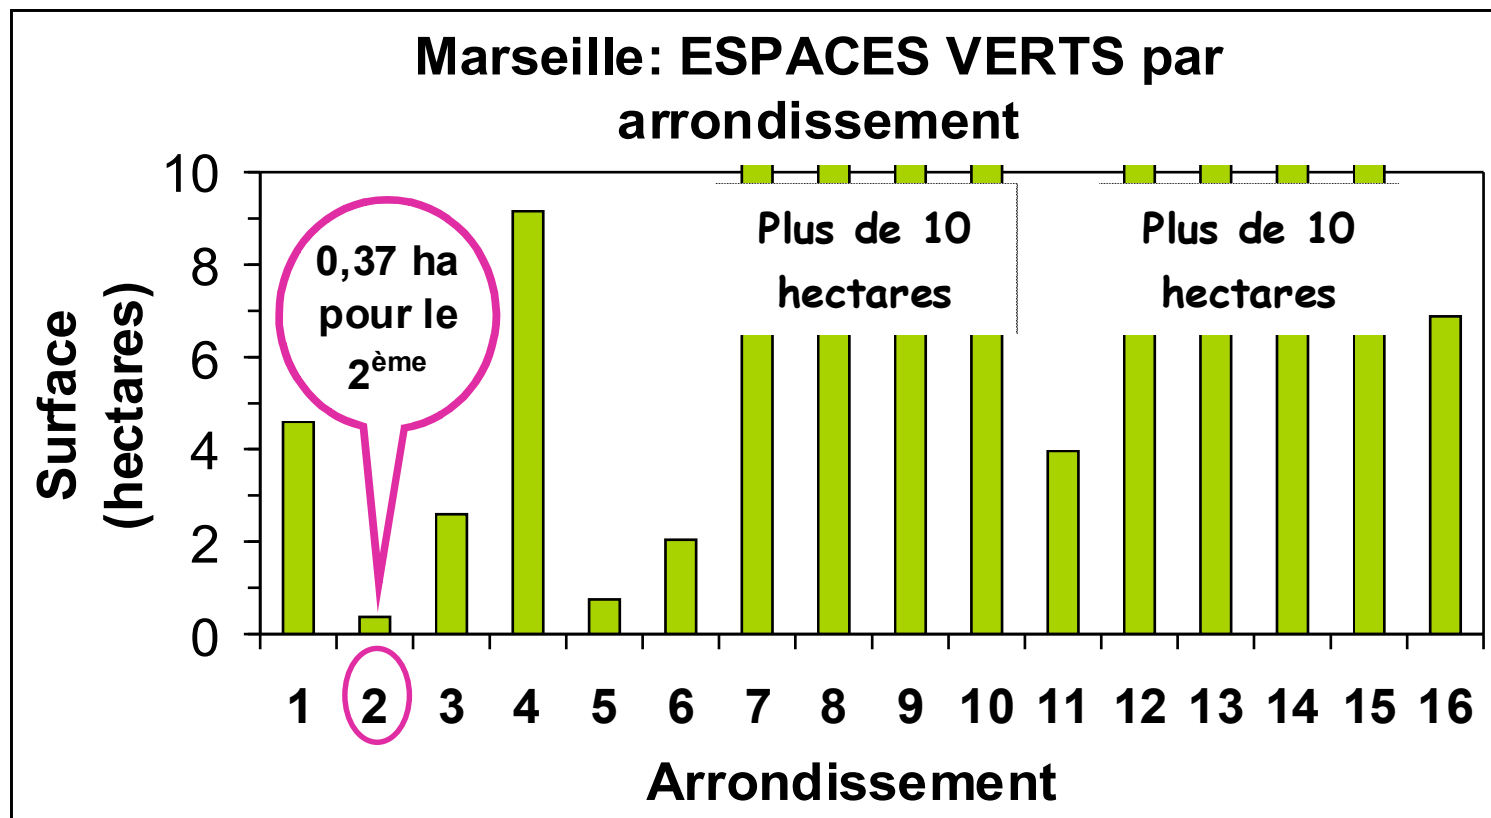 Marseille: ESPACES VERTS par
arrondissement
Surface
(hectares)
10
8
6
4
2
0
0,37 ha
pour le
2ème
Plus de 10
hectares
Plus de 10
hectares
1 2 3 4 5 6 7 8 9 10 11 12 13 14 15 16
Arrondissement